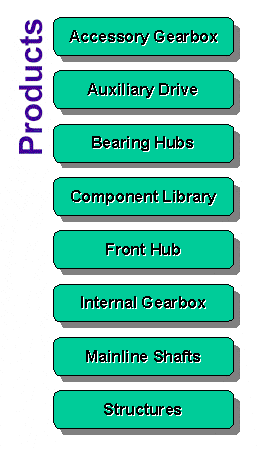 Products
Accessory Gearbox
Auxiliary Drive
Bearing Hubs
Component Library
Front Hub
Internal Gearbox
Mainline Shafts
Structures